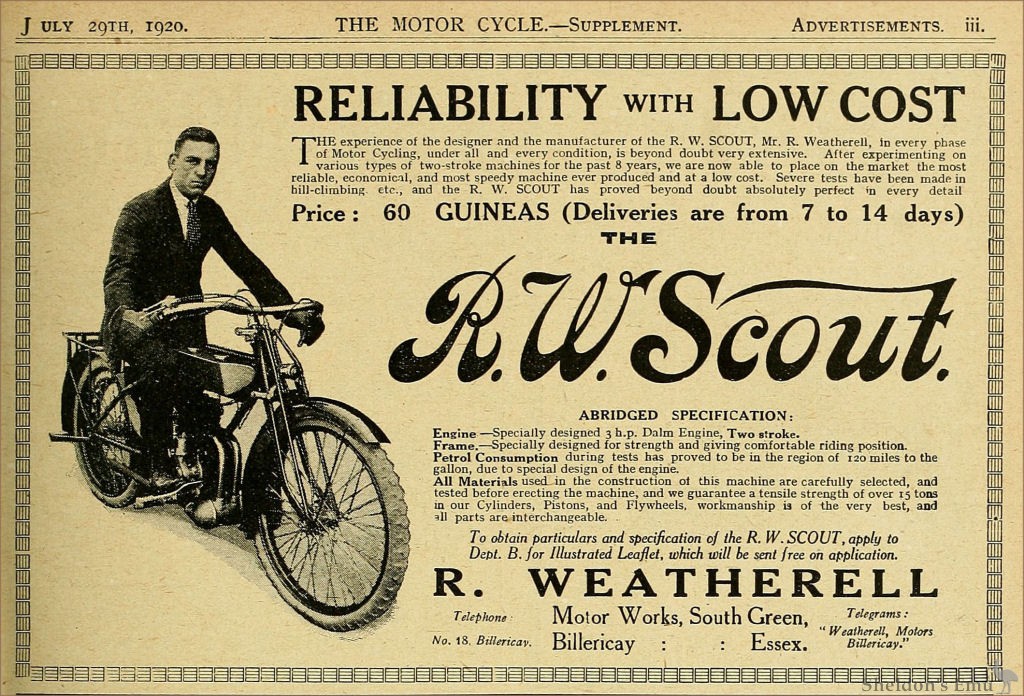 JULY 29TH, 1920. THE MOTOR CYCLE.—SUPPLEMENT. ADVERTISEMENTS. iii.
RELIABILITY WITH LOW COST
THE experience of the designer and the manufacturer of the R. W. SCOUT, Mr. R. Weatherell, in every phase
of Motor Cycling, under all and every condition, is beyond doubt very extensive. After experimenting on
various types of two-stroke machines for the past 8 years, we are now able to place on the market the most
reliable, economical, and most speedy machine ever produced and at a low cost. Severe tests have been made in
hill-climbing etc., and the R. W. SCOUT has proved beyond doubt absolutely perfect in every detail
Price: 60 GUINEAS (Deliveries are from 7 to 14 days)
THE
R.W. Scout.
ABRIDGED SPECIFICATION:
Engine—Specially designed 3 h.p. Dalm Engine, Two stroke.
Frame.—Specially designed for strength and giving comfortable riding position.
Petrol Consumption during tests has proved to be in the region of 120 miles to the
gallon, due to special design of the engine.
All Materials used in the construction of this machine are carefully selected, and
tested before erecting the machine, and we guarantee a tensile strength of over 15 tons
in our Cylinders, Pistons, and Flywheels, workmanship is of the very best, and
all parts are interchangeable.
To obtain particulars and specification of the R. W. SCOUT, apply to
Dept. B. for Illustrated Leaflet, which will be sent free on application.
R. WEATHERELL
Telephone: No. 18. Billericay.
Motor Works, South Green,
Billericay : : Essex.
Telegrams:
"Weatherell, Motors
Billericay."
Sheldon's Emu